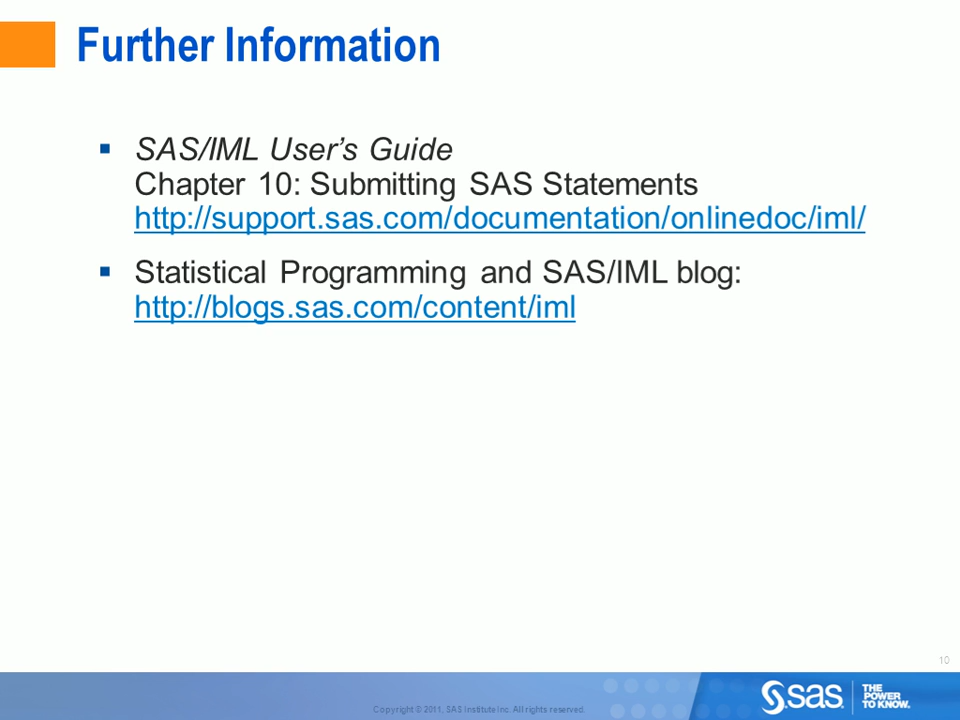 Further Information
SAS/IML User's Guide
Chapter 10: Submitting SAS Statements
http://support.sas.com/documentation/onlinedoc/iml/
Statistical Programming and SAS/IML blog:
http://blogs.sas.com/content/iml
10
Copyright © 2011, SAS Institute Inc. All rights reserved.
sas.
THE
POWER
TO KNOW.